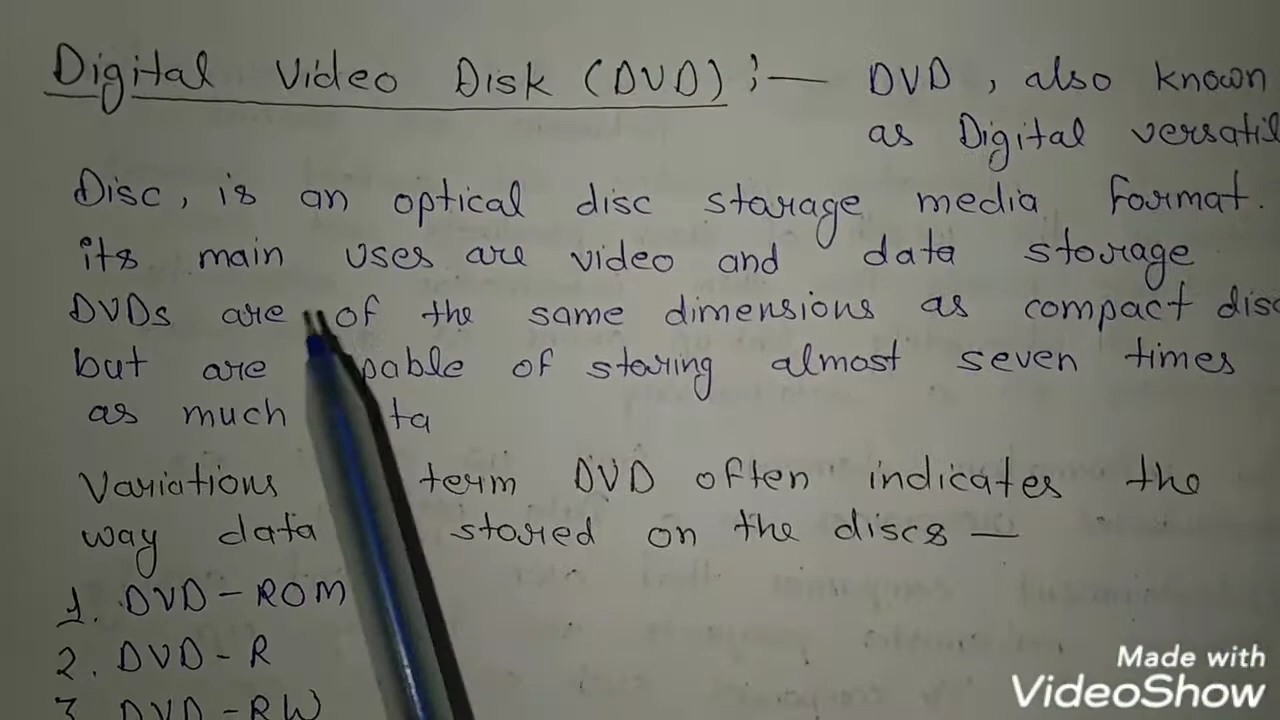 Digital Video Disk (DVD) :— DVD, also known
as Digital versatil
Disc, is an optical disc storage media format.
its main uses are video and data storage
DVDs are of the same dimensions as compact disc
but are pable of storing almost seven times
as much ta
Variations term DVD often indicates the
way data stored on the discs —
1. DVD-ROM
2. DVD-R
3. DVD-RW
Made with
VideoShow